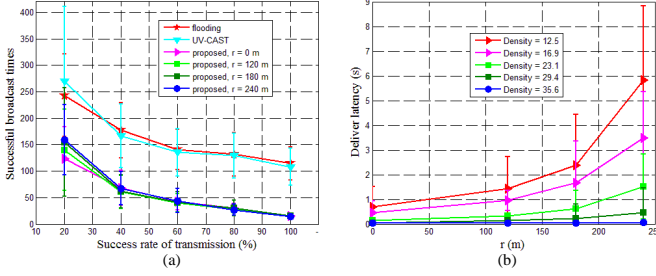 flooding
UV-CAST
proposed, r = 0 m
proposed, r = 120 m
proposed, r = 180 m
proposed, r = 240 m
Successful broadcast times
400
350
300
250
200
150
100
50
0
10 20 30 40 50 60 70 80 90 100
Success rate of transmission (%)
(a)
Density = 12.5
Density = 16.9
Density = 23.1
Density = 29.4
Density = 35.6
Deliver latency (s)
9
8
7
6
5
4
3
2
1
0
0 50 100 150 200
r (m)
(b)